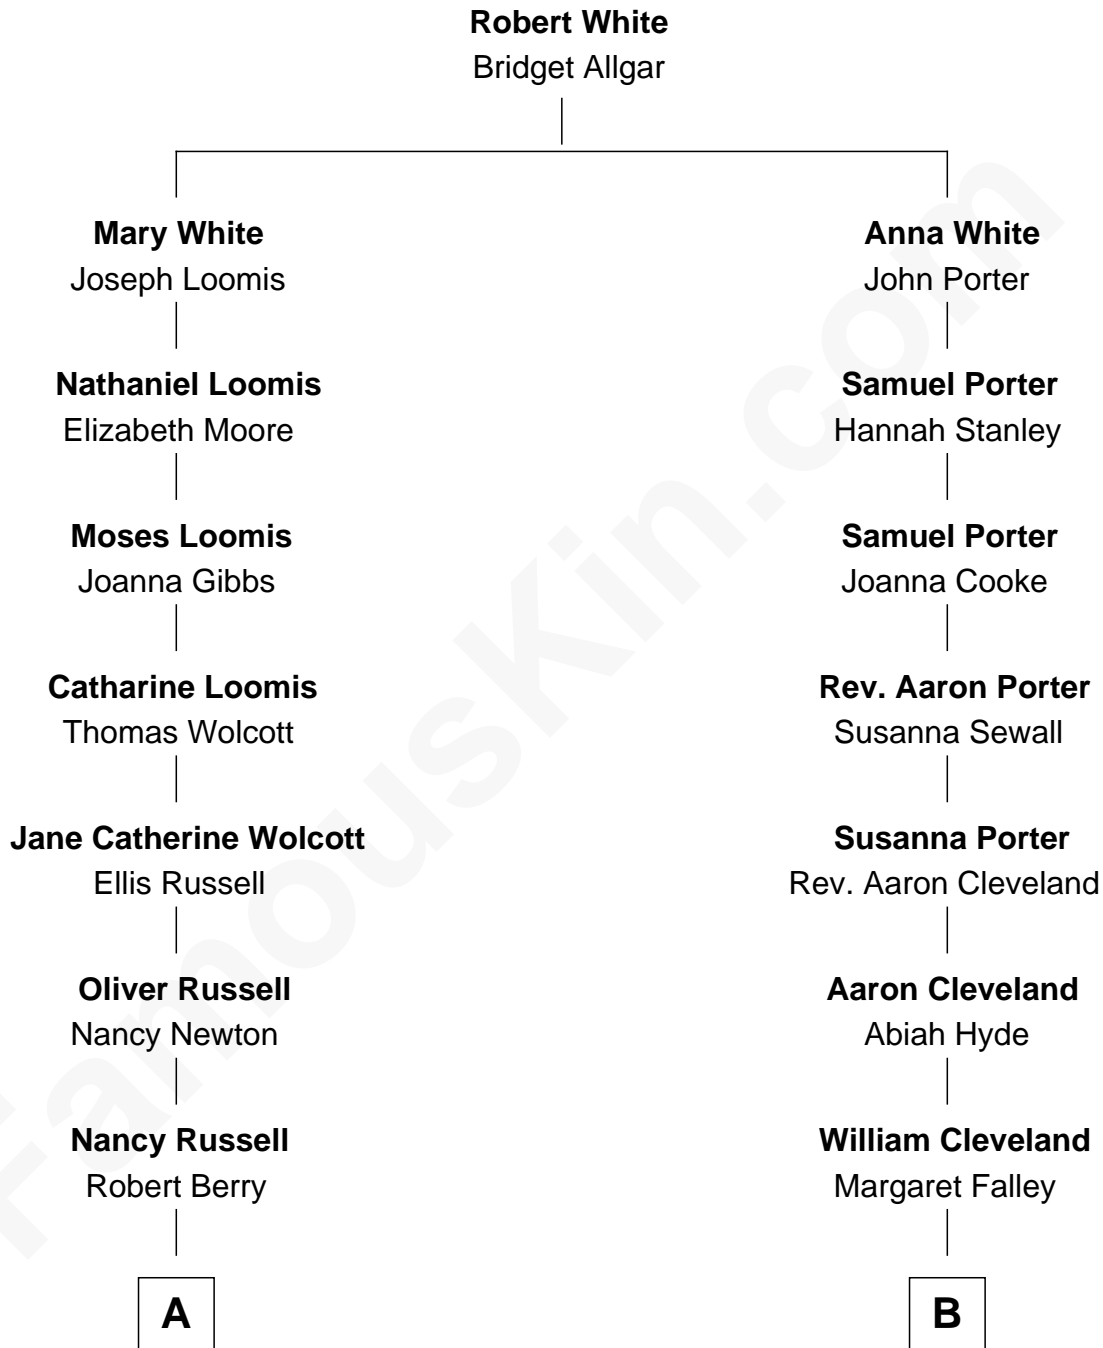 Robert White
Bridget Allgar
Mary White
Joseph Loomis
Nathaniel Loomis
Elizabeth Moore
Moses Loomis
Joanna Gibbs
Catharine Loomis
Thomas Wolcott
Jane Catherine Wolcott
Ellis Russell
Oliver Russell
Nancy Newton
Nancy Russell
Robert Berry
A
Anna White
John Porter
Samuel Porter
Hannah Stanley
Samuel Porter
Joanna Cooke
Rev. Aaron Porter
Susanna Sewall
Susanna Porter
Rev. Aaron Cleveland
Aaron Cleveland
Abiah Hyde
William Cleveland
Margaret Falley
B
FamousKin.com